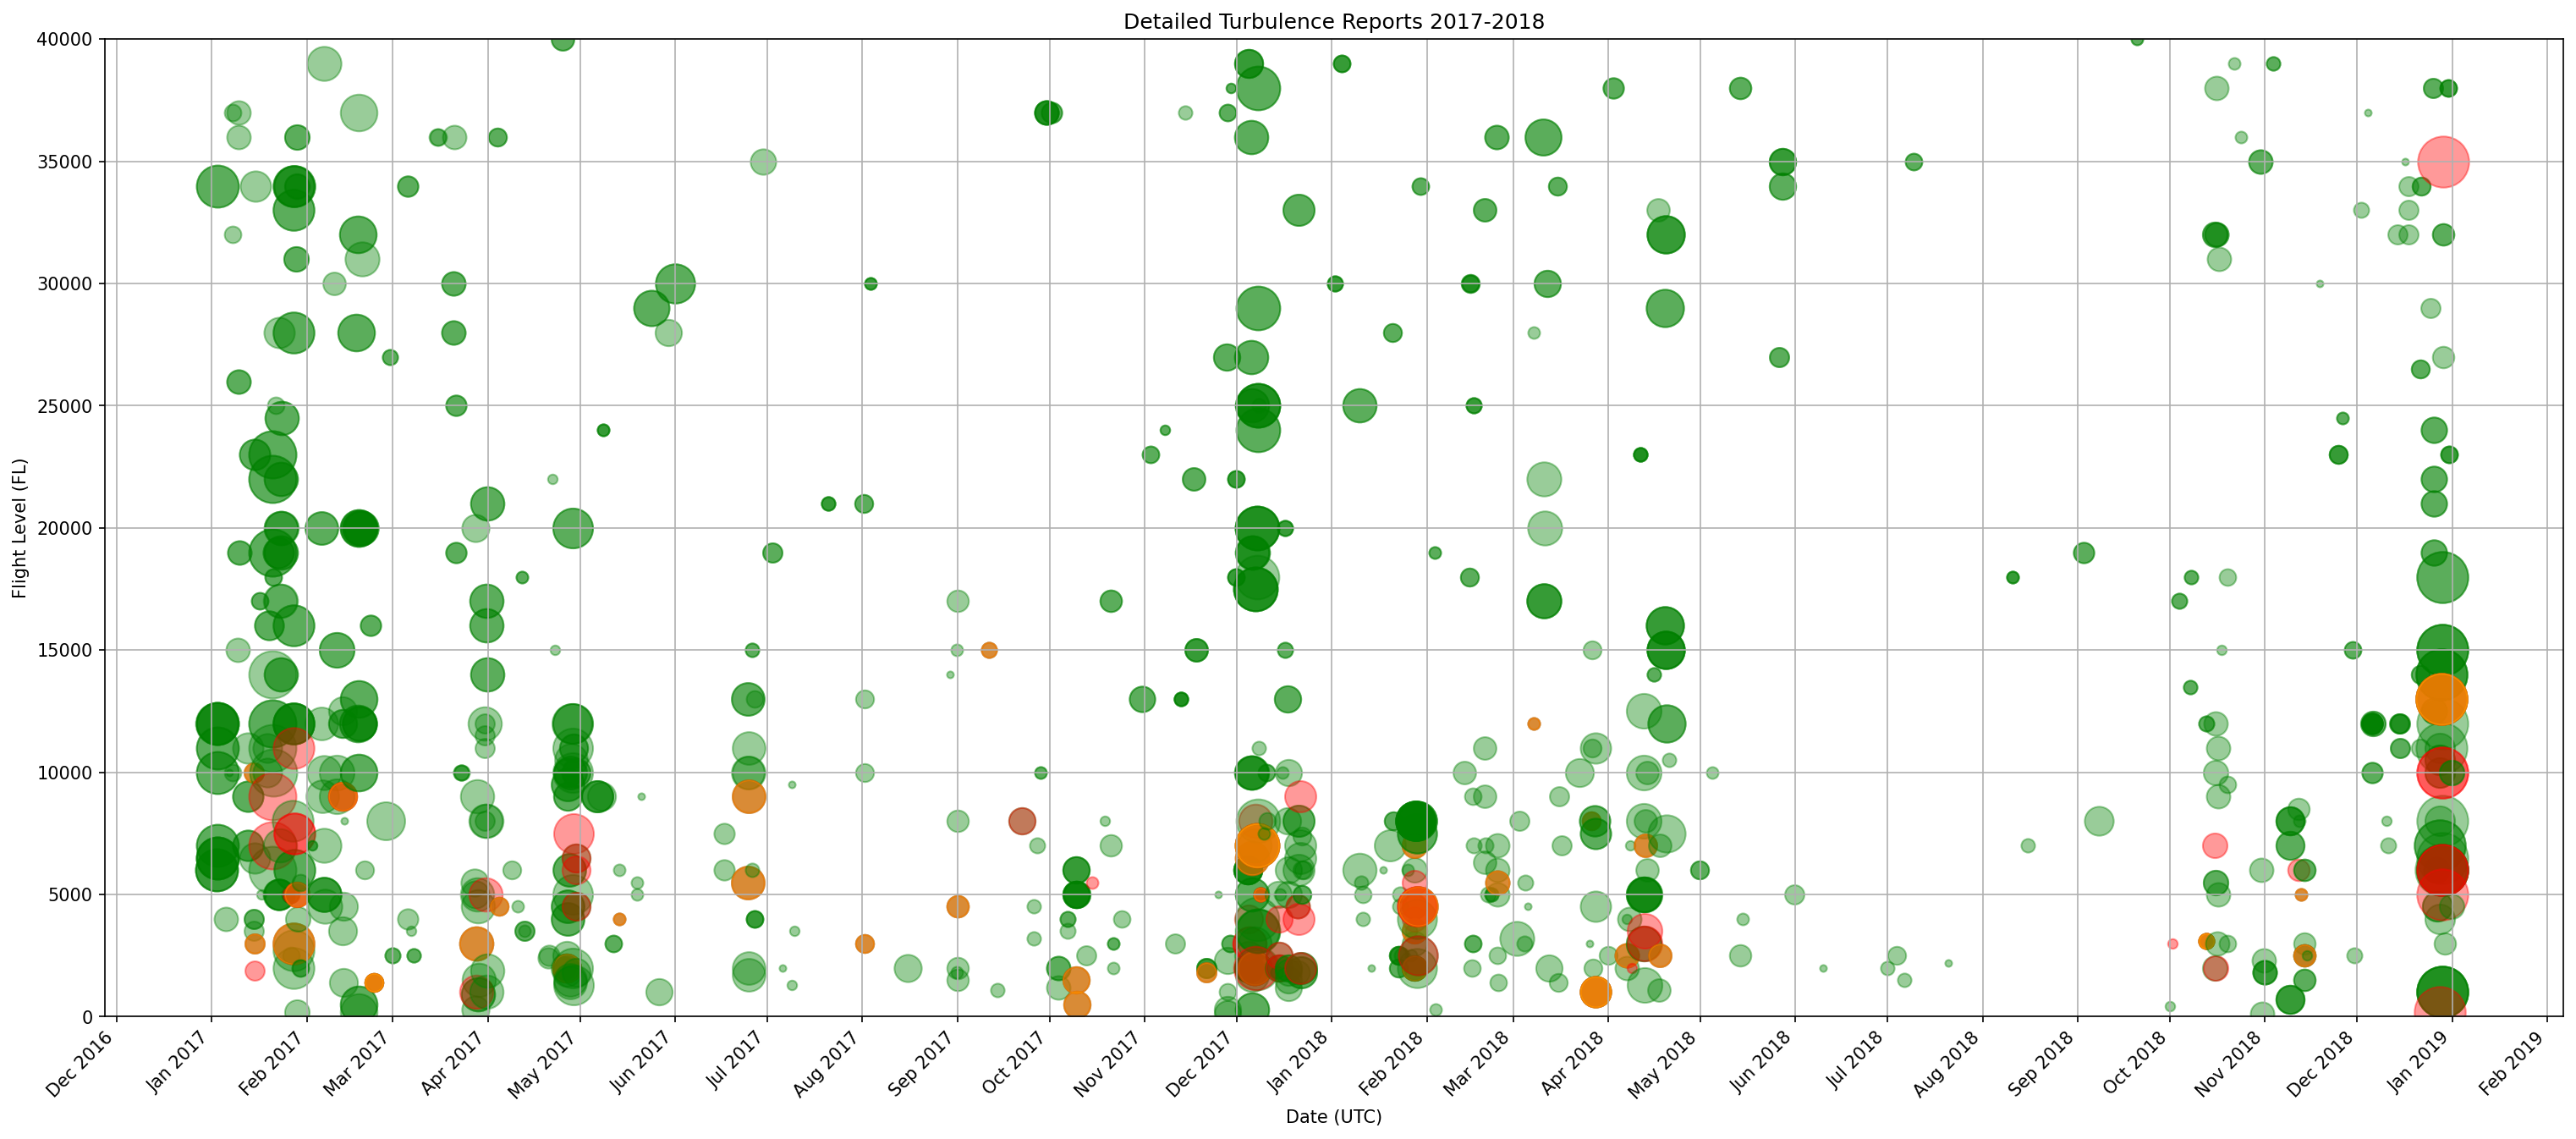 Detailed Turbulence Reports 2017-2018
Flight Level (FL)
40000
35000
30000
25000
20000
15000
10000
5000
0
Dec 2016
Jan 2017
Feb 2017
Mar 2017
Apr 2017
May 2017
Jun 2017
Jul 2017
Aug 2017
Sep 2017
Oct 2017
Nov 2017
Dec 2017
Jan 2018
Feb 2018
Mar 2018
Apr 2018
May 2018
Jun 2018
Jul 2018
Aug 2018
Sep 2018
Oct 2018
Nov 2018
Dec 2018
Jan 2019
Feb 2019
Date (UTC)